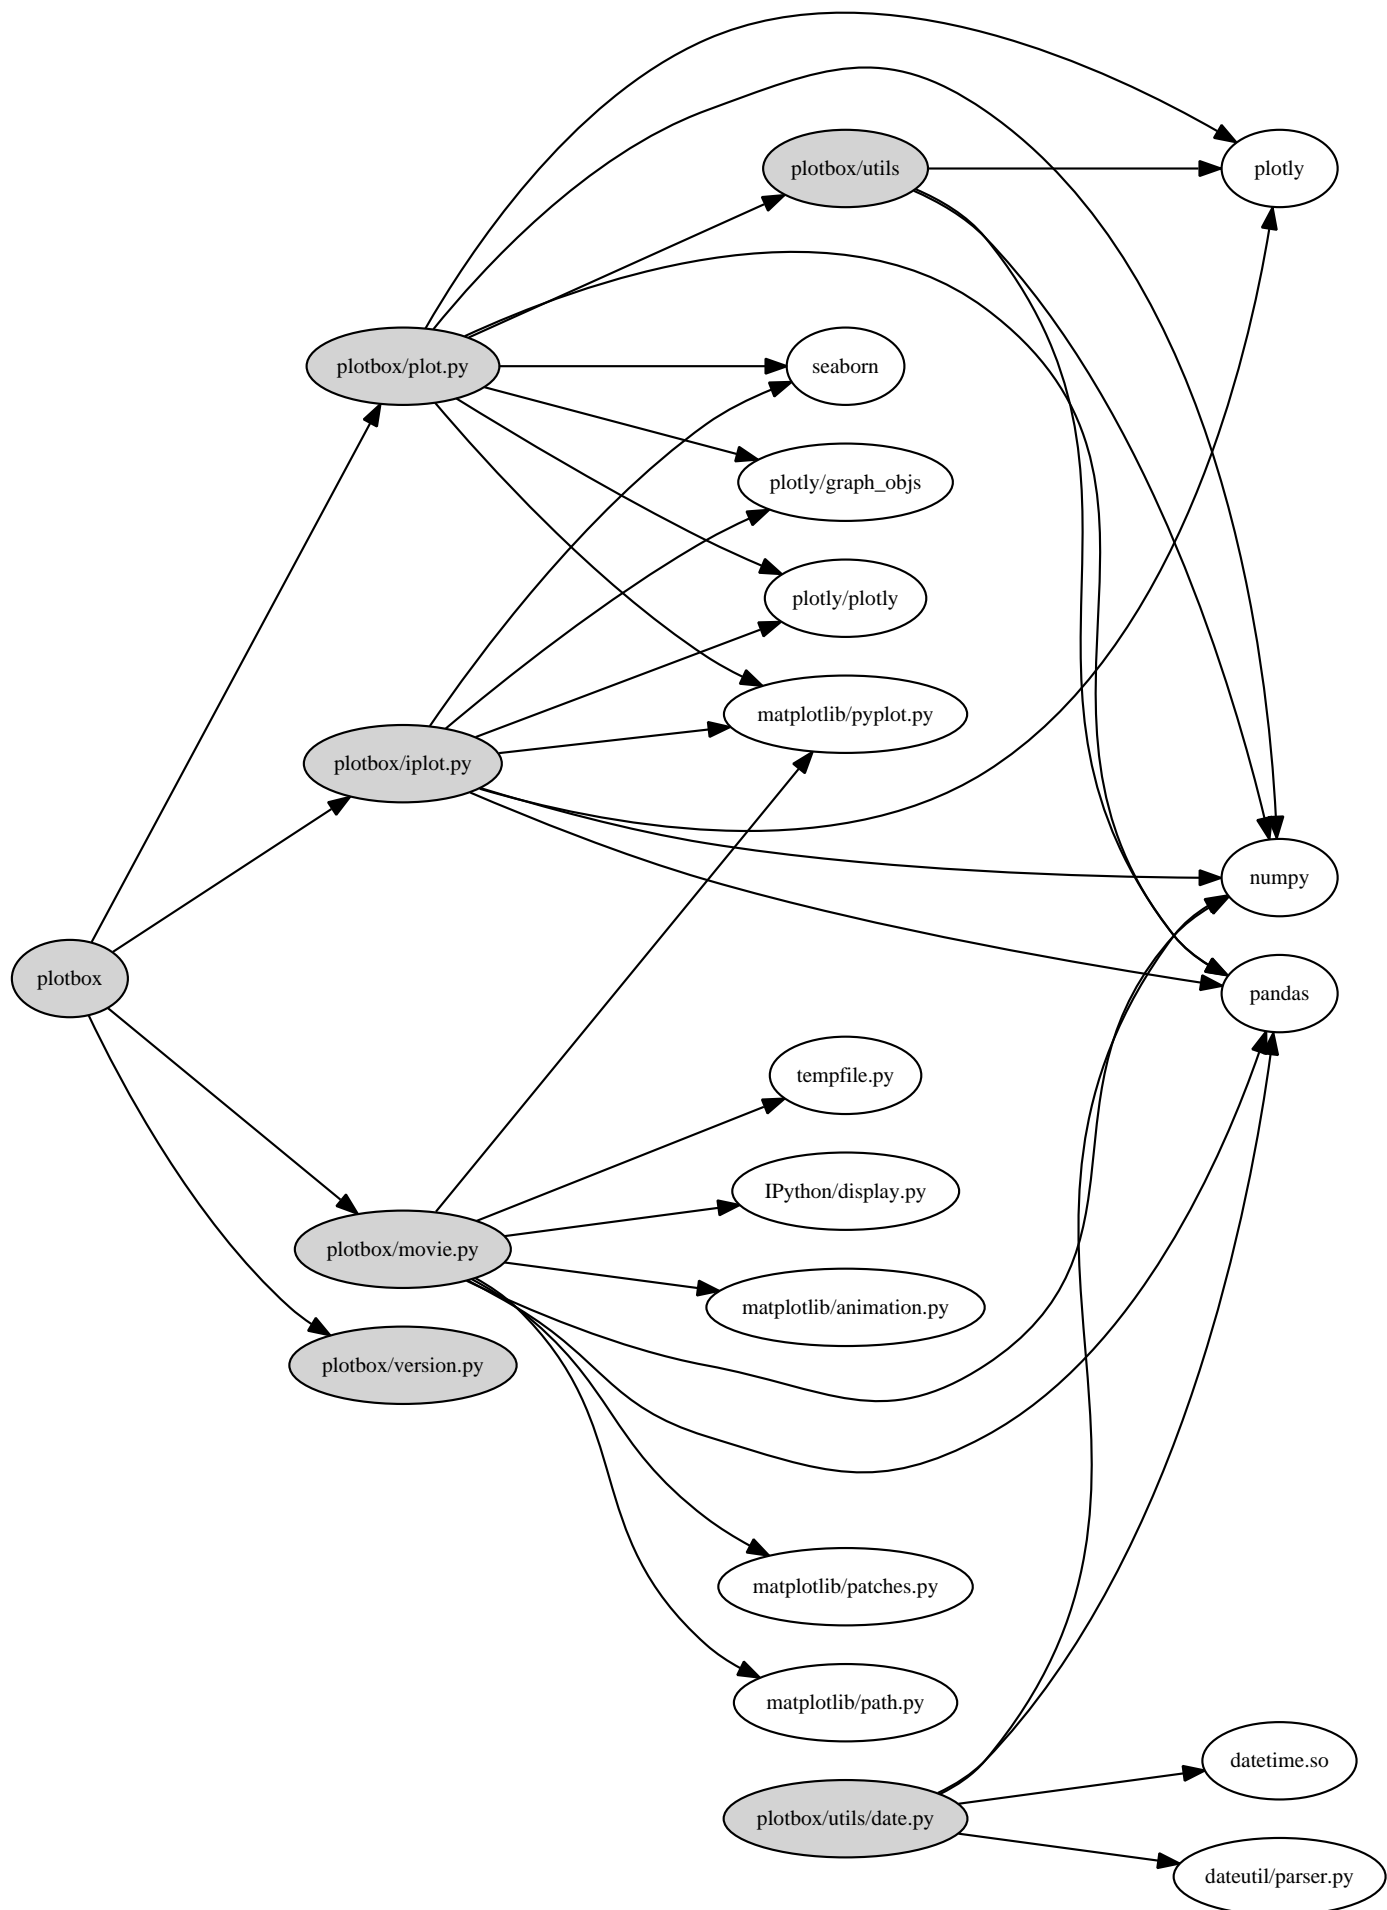 plotbox/utils
plotly
plotbox/plot.py
seaborn
plotly/graph_objs
plotly/plotly
matplotlib/pyplot.py
plotbox/iplot.py
numpy
plotbox
pandas
tempfile.py
IPython/display.py
plotbox/movie.py
matplotlib/animation.py
plotbox/version.py
matplotlib/patches.py
matplotlib/path.py
datetime.so
plotbox/utils/date.py
dateutil/parser.py